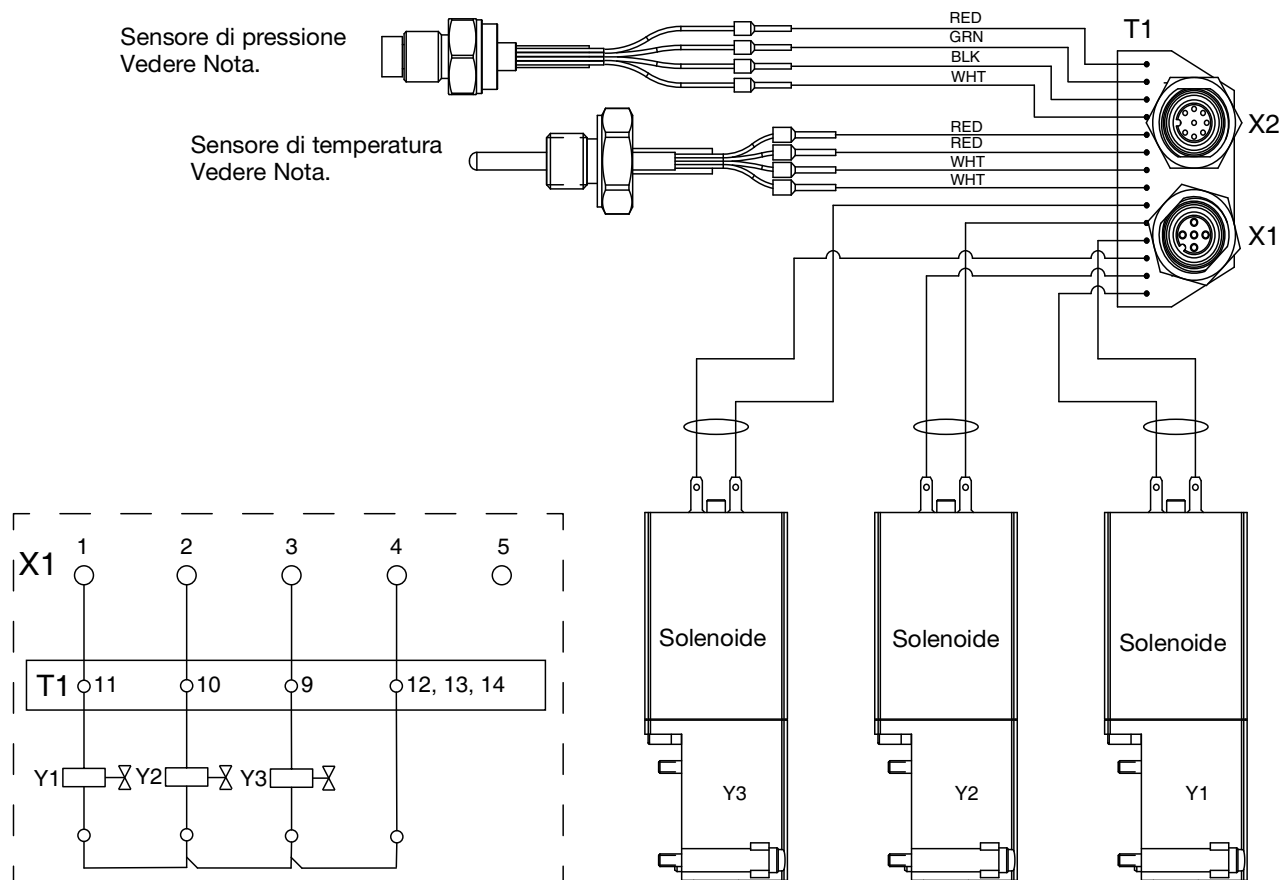 Sensore di pressione
Vedere Nota.
RED
GRN
BLK
WHT
T1
X2
Sensore di temperatura
Vedere Nota.
RED
RED
WHT
WHT
X1
X1
1 2 3 4 5
T1 11 10 9 12, 13, 14
Y1 Y2 Y3
Solenoide
Y3
Solenoide
Y2
Solenoide
Y1